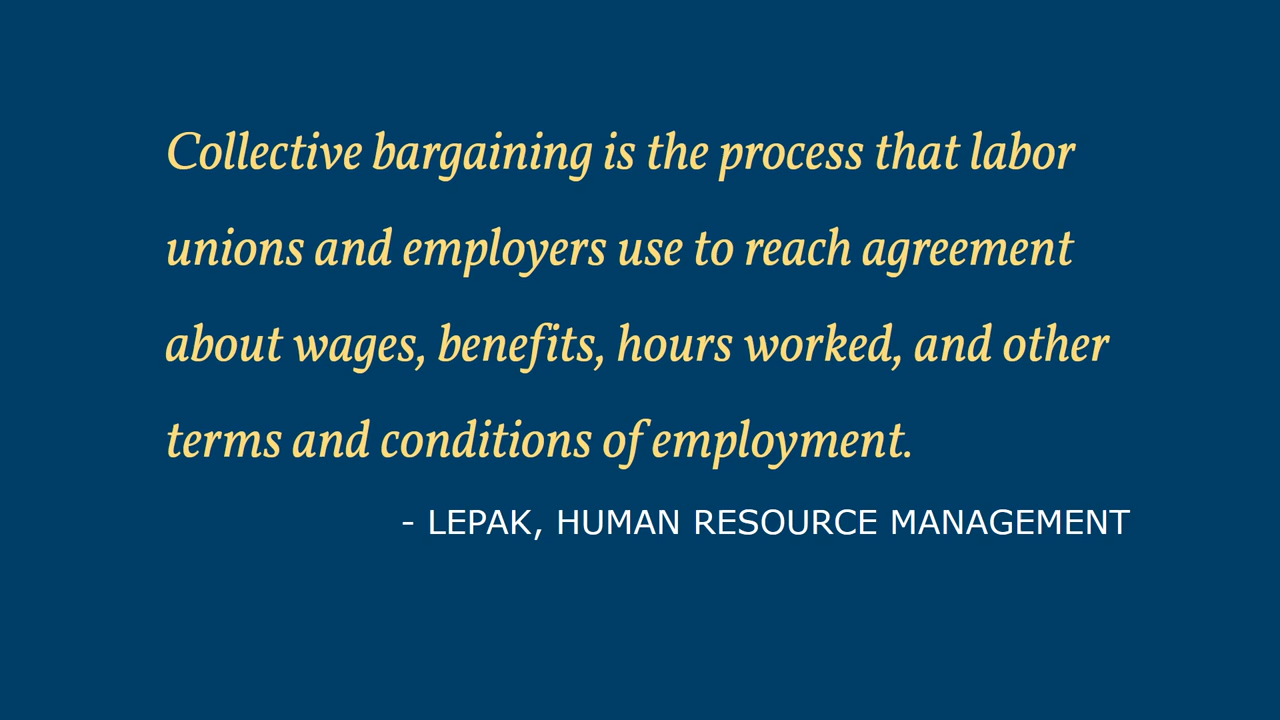 Collective bargaining is the process that labor
unions and employers use to reach agreement
about wages, benefits, hours worked, and other
terms and conditions of employment.
- LEPAK, HUMAN RESOURCE MANAGEMENT